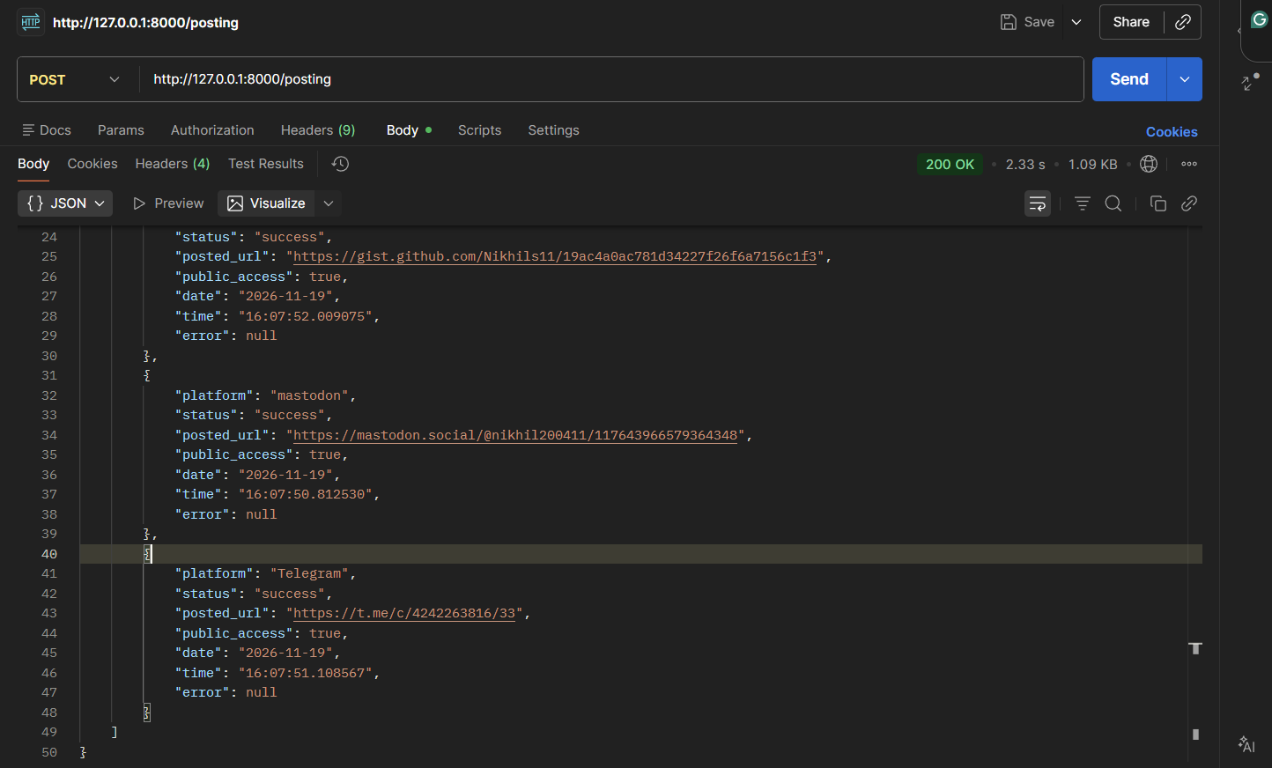 HTTP http://127.0.0.1:8000/posting Save Share
POST http://127.0.0.1:8000/posting Send
Docs Params Authorization Headers (9) Body Scripts Settings Cookies
Body Cookies Headers (4) Test Results 200 OK 2.33 s 1.09 KB
{} JSON Preview Visualize
24 "status": "success",
25 "posted_url": "https://gist.github.com/Nikhils11/19ac4a0ac781d34227f26f6a7156c1f3",
26 "public_access": true,
27 "date": "2026-11-19",
28 "time": "16:07:52.009075",
29 "error": null
30 },
31 {
32 "platform": "mastodon",
33 "status": "success",
34 "posted_url": "https://mastodon.social/@nikhil200411/117643966579364348",
35 "public_access": true,
36 "date": "2026-11-19",
37 "time": "16:07:50.812530",
38 "error": null
39 },
40 {
41 "platform": "Telegram",
42 "status": "success",
43 "posted_url": "https://t.me/c/4242263816/33",
44 "public_access": true,
45 "date": "2026-11-19",
46 "time": "16:07:51.108567",
47 "error": null
48 }
49 ]
50 }
AI